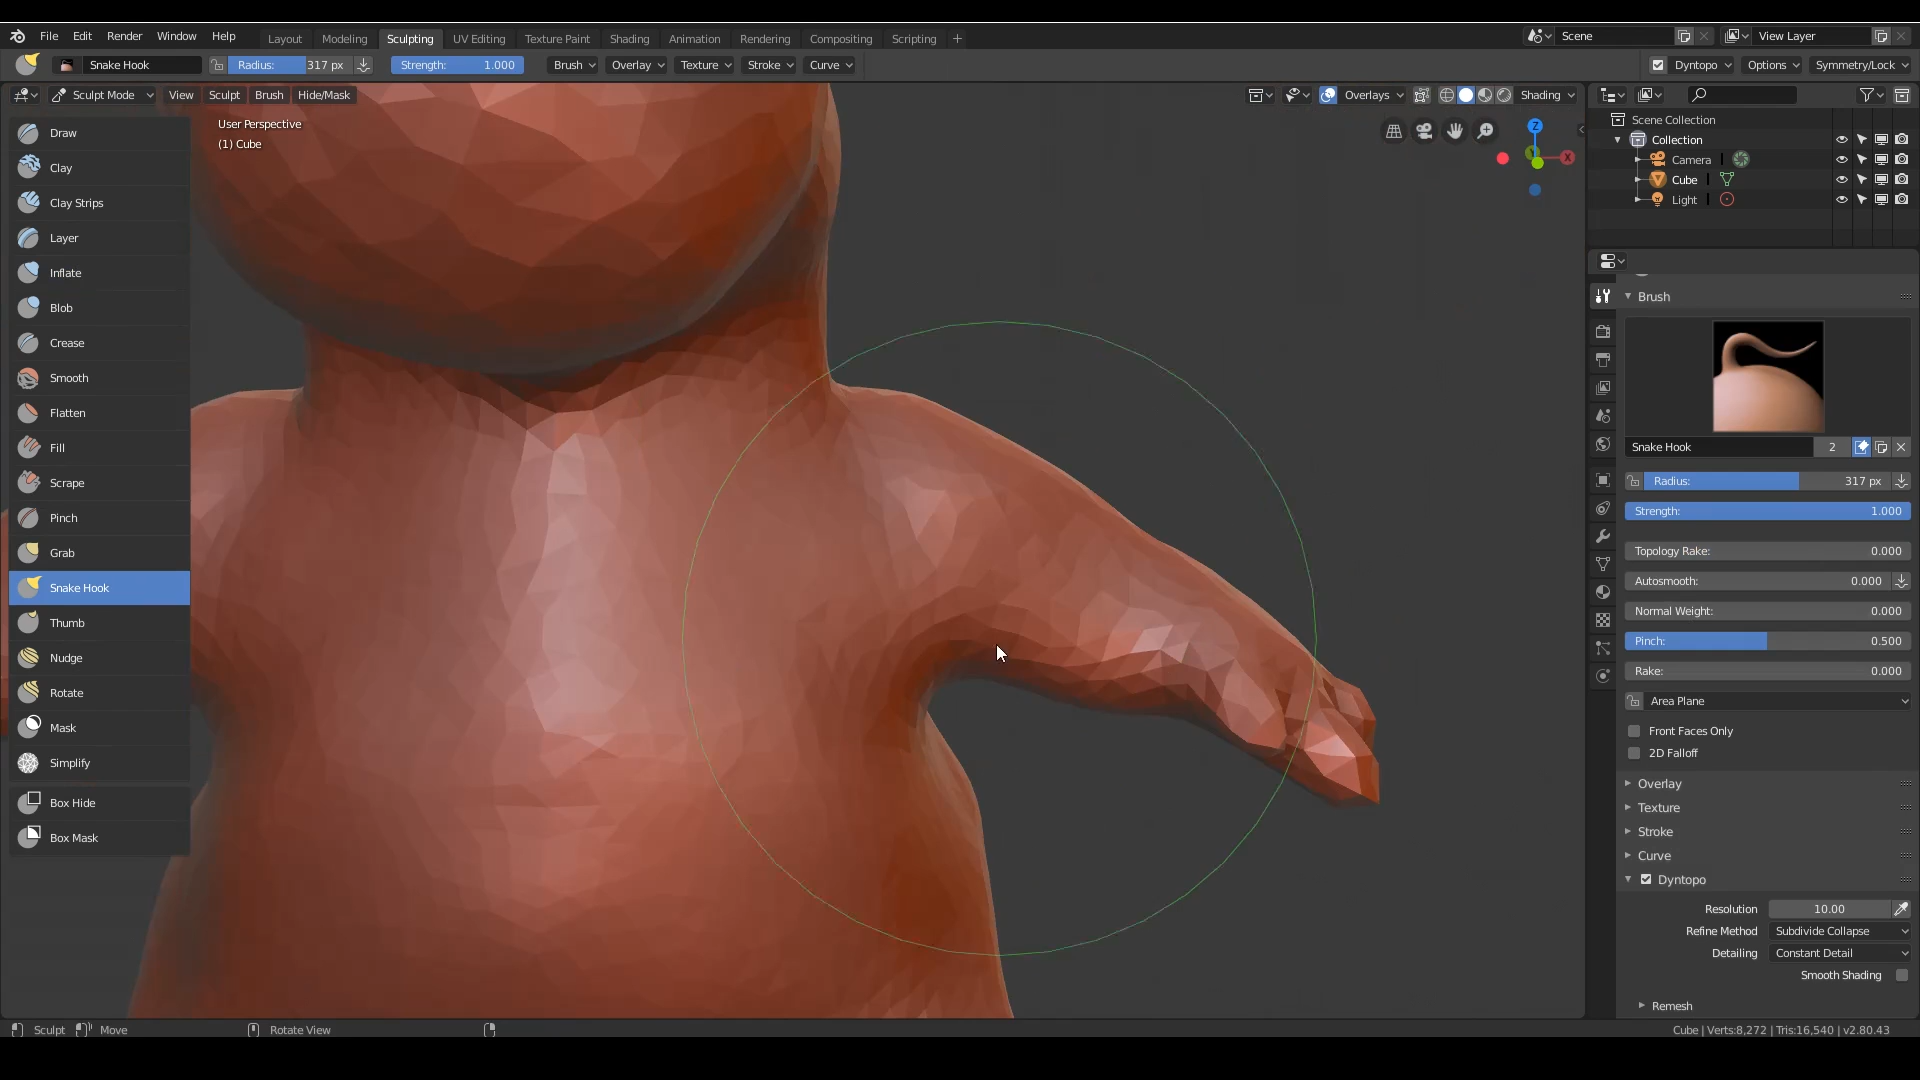 File Edit Render Window Help Layout Modeling Sculpting UV Editing Texture Paint Shading Animation Rendering Compositing Scripting + Scene View Layer
Snake Hook Radius: 317 px Strength: 1.000 Brush Overlay Texture Stroke Curve Dyntopo Options Symmetry/Lock
Sculpt Mode View Sculpt Brush Hide/Mask Overlays Shading
User Perspective
(1) Cube
Z
X
Draw
Clay
Clay Strips
Layer
Inflate
Blob
Crease
Smooth
Flatten
Fill
Scrape
Pinch
Grab
Snake Hook
Thumb
Nudge
Rotate
Mask
Simplify
Box Hide
Box Mask
Scene Collection
Collection
Camera
Cube
Light
Brush
Snake Hook 2
Radius: 317 px
Strength: 1.000
Topology Rake: 0.000
Autosmooth: 0.000
Normal Weight: 0.000
Pinch: 0.500
Rake: 0.000
Area Plane
Front Faces Only
2D Falloff
Overlay
Texture
Stroke
Curve
Dyntopo
Resolution 10.00
Refine Method Subdivide Collapse
Detailing Constant Detail
Smooth Shading
Remesh
Sculpt Move Rotate View Cube | Verts:8,272 | Tris:16,540 | v2.80.43